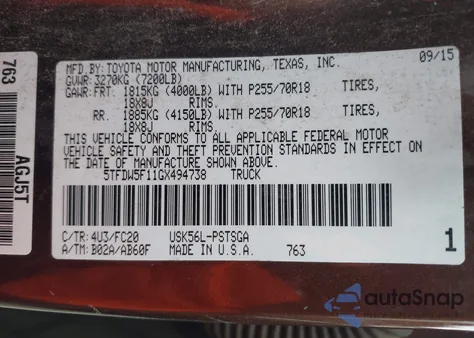 763
AGJ5T
MFD.BY: TOYOTA MOTOR MANUFACTURING, TEXAS, INC. 09/15
GVWR: 3270KG (7200LB)
GAWR: FRT. 1815KG (4000LB) WITH P255/70R18 TIRES,
18X8J RIMS.
RR. 1885KG (4150LB) WITH P255/70R18 TIRES,
18X8J RIMS.
THIS VEHICLE CONFORMS TO ALL APPLICABLE FEDERAL MOTOR
VEHICLE SAFETY AND THEFT PREVENTION STANDARDS IN EFFECT ON
THE DATE OF MANUFACTURE SHOWN ABOVE.
5TFDW5F11GX494738 TRUCK
C/TR: 4U3/FC20 USK56L-PSTSGA
A/TM: B02A/AB60F MADE IN U.S.A. 763
1
autoSnap